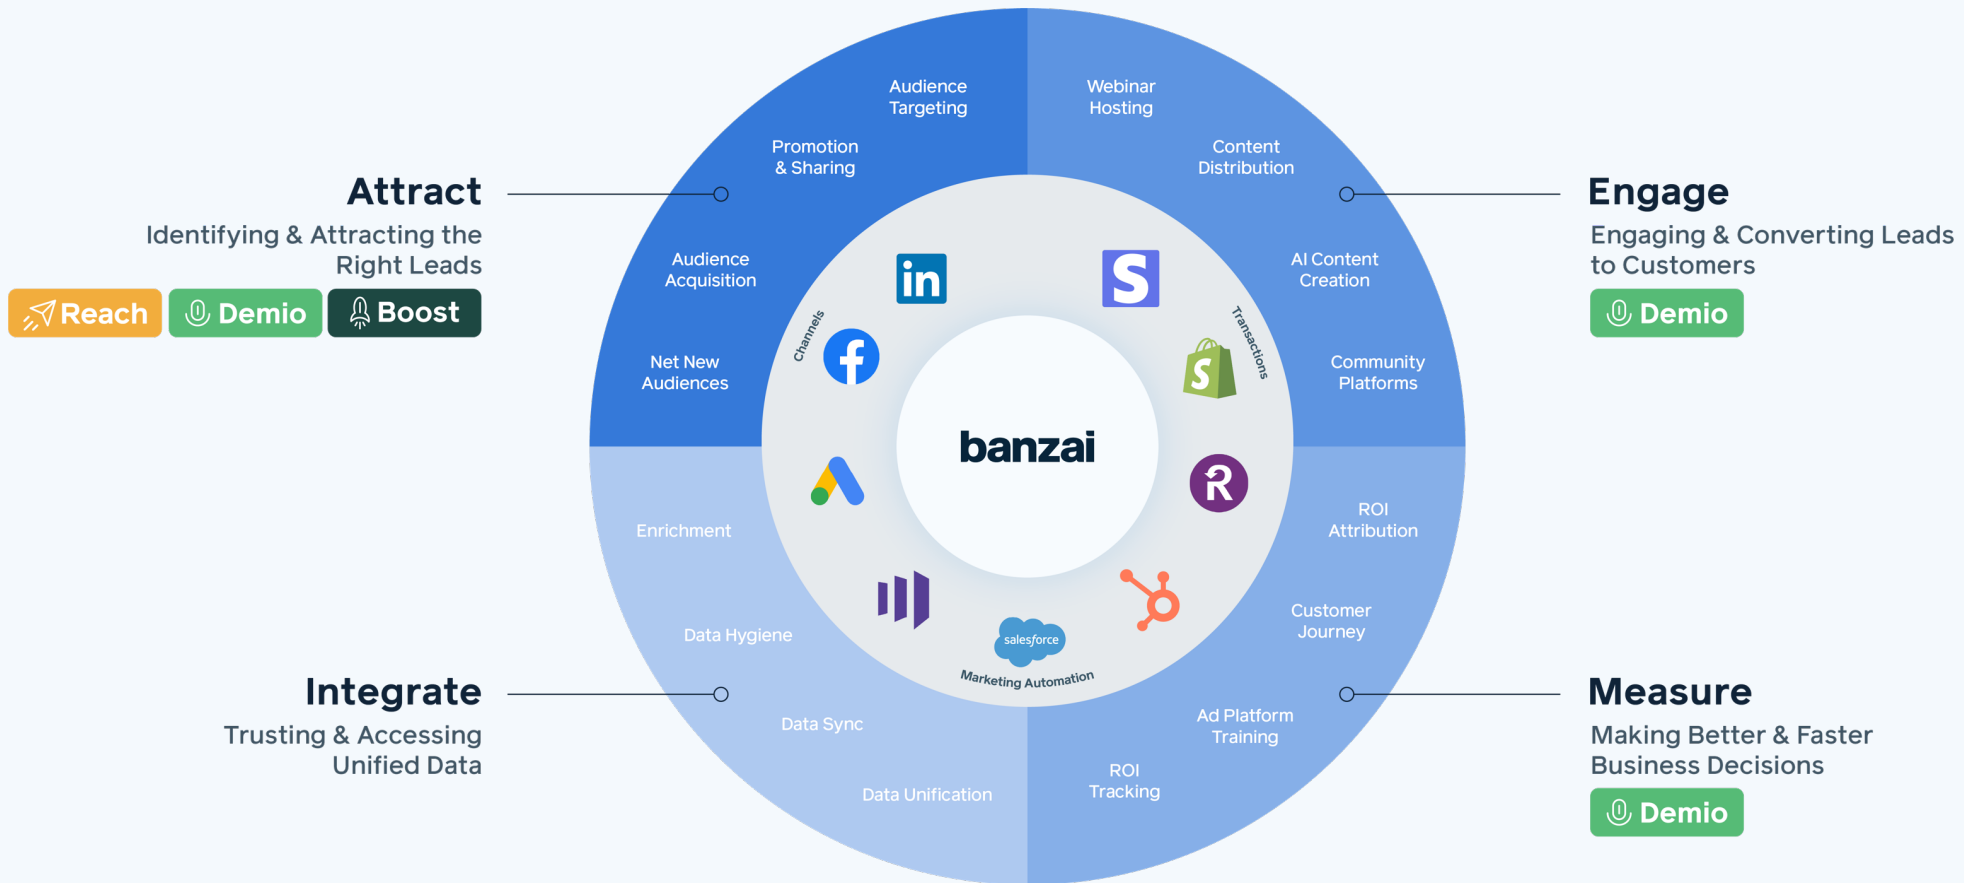 Attract
Identifying & Attracting the
Right Leads
Reach
Demio
Boost
Audience
Targeting
Promotion
& Sharing
Audience
Acquisition
Net New
Audiences
Webinar
Hosting
Content
Distribution
AI Content
Creation
Community
Platforms
Engage
Engaging & Converting Leads
to Customers
Demio
Channels
in
f
S
S
Transactions
banzai
R
salesforce
Marketing Automation
Integrate
Trusting & Accessing
Unified Data
Enrichment
Data Hygiene
Data Sync
Data Unification
ROI
Attribution
Customer
Journey
Ad Platform
Training
ROI
Tracking
Measure
Making Better & Faster
Business Decisions
Demio